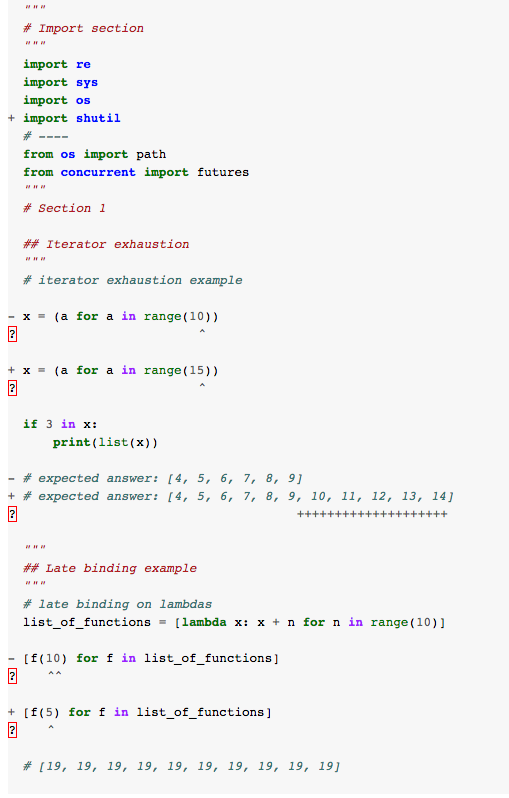 """
# Import section
"""
import re
import sys
import os
+ import shutil
# ----
from os import path
from concurrent import futures
"""
# Section 1
## Iterator exhaustion
"""
# iterator exhaustion example
- x = (a for a in range(10))
? ^
+ x = (a for a in range(15))
? ^
if 3 in x:
print(list(x))
- # expected answer: [4, 5, 6, 7, 8, 9]
+ # expected answer: [4, 5, 6, 7, 8, 9, 10, 11, 12, 13, 14]
? ++++++++++++++++++++
"""
## Late binding example
"""
# late binding on lambdas
list_of_functions = [lambda x: x + n for n in range(10)]
- [f(10) for f in list_of_functions]
? ^^
+ [f(5) for f in list_of_functions]
? ^
# [19, 19, 19, 19, 19, 19, 19, 19, 19, 19]